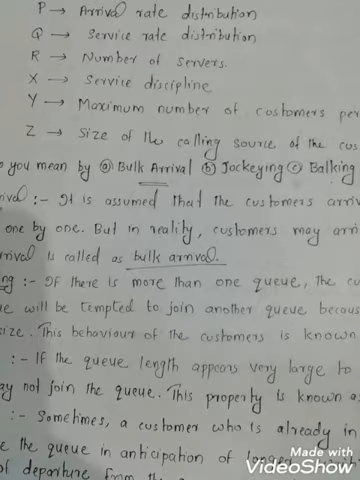 P → Arrival rate distribution
Q → Service rate distribution
R → Number of servers.
X → Service discipline
Y → Maximum number of customers per
Z → Size of the calling source of the cus
you mean by ⓐ Bulk Arrival ⓑ Jockeying ⓒ Balking
ival :- It is assumed that the customers arriv
one by one. But in reality, customers may arri
rrival is called as bulk arrival.
ng :- If there is more than one queue, the cu
will be tempted to join another queue becaus
size. This behaviour of the customers is known
:- If the queue length appears very large to
ay not join the queue. This property is known as
:- Sometimes, a customer who is already in
the queue in anticipation of longer
of departure from the
Made with
VideoShow